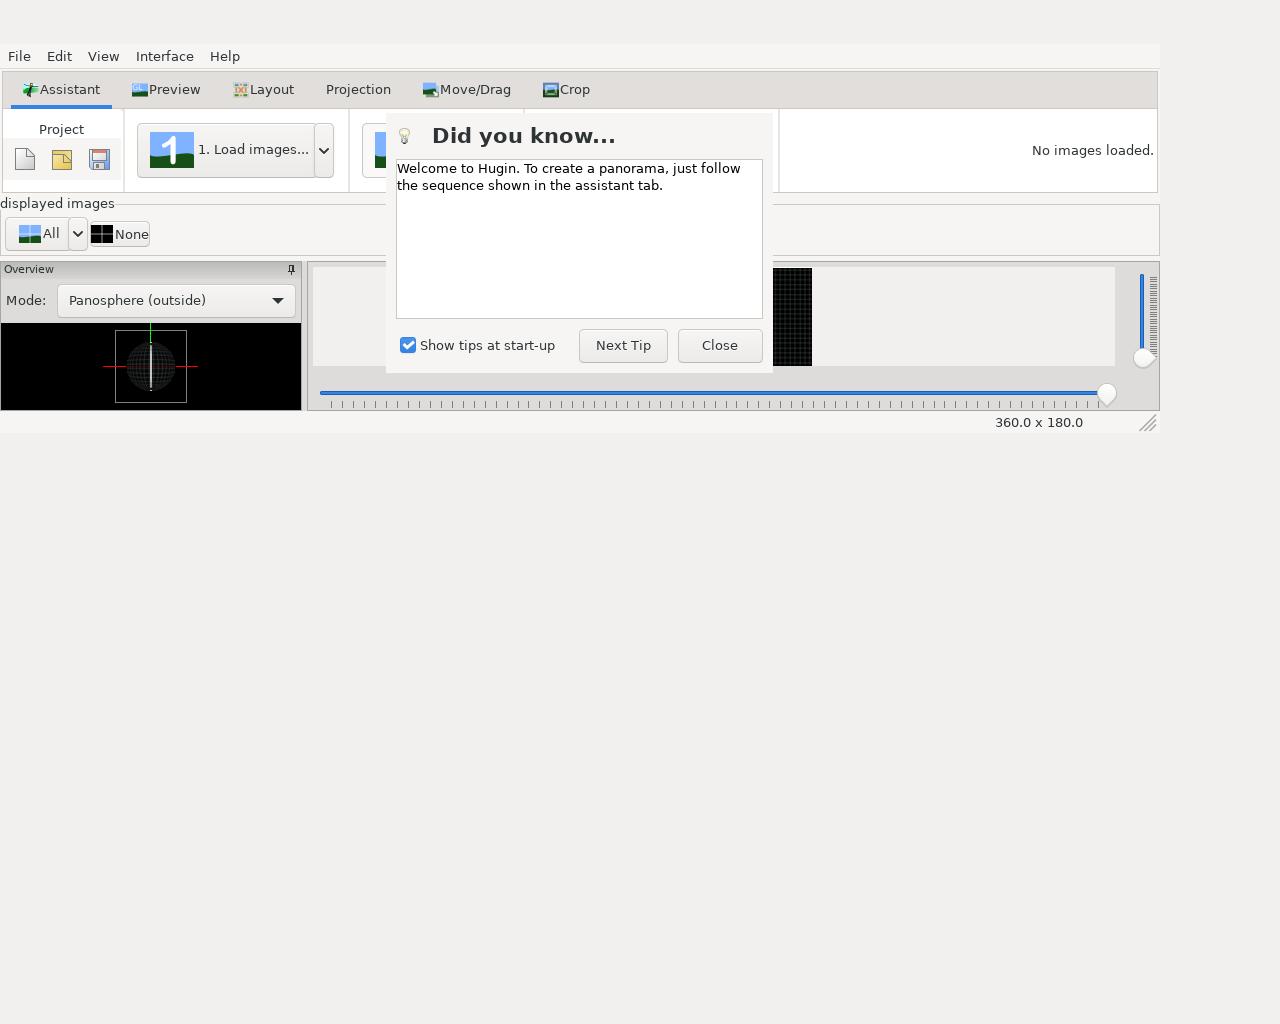 File Edit View Interface Help
Assistant Preview Layout Projection Move/Drag Crop
Project
1. Load images...
No images loaded.
Did you know...
Welcome to Hugin. To create a panorama, just follow
the sequence shown in the assistant tab.
Show tips at start-up Next Tip Close
displayed images
All None
Overview
Mode: Panosphere (outside)
360.0 x 180.0